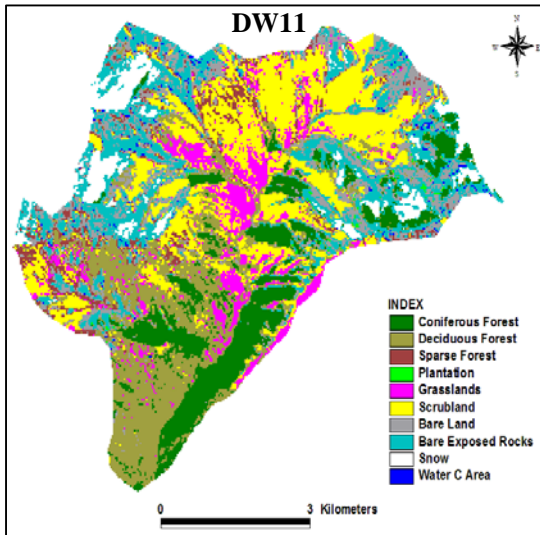 DW11
N
W E
S
INDEX
Coniferous Forest
Deciduous Forest
Sparse Forest
Plantation
Grasslands
Scrubland
Bare Land
Bare Exposed Rocks
Snow
Water C Area
0 3 Kilometers